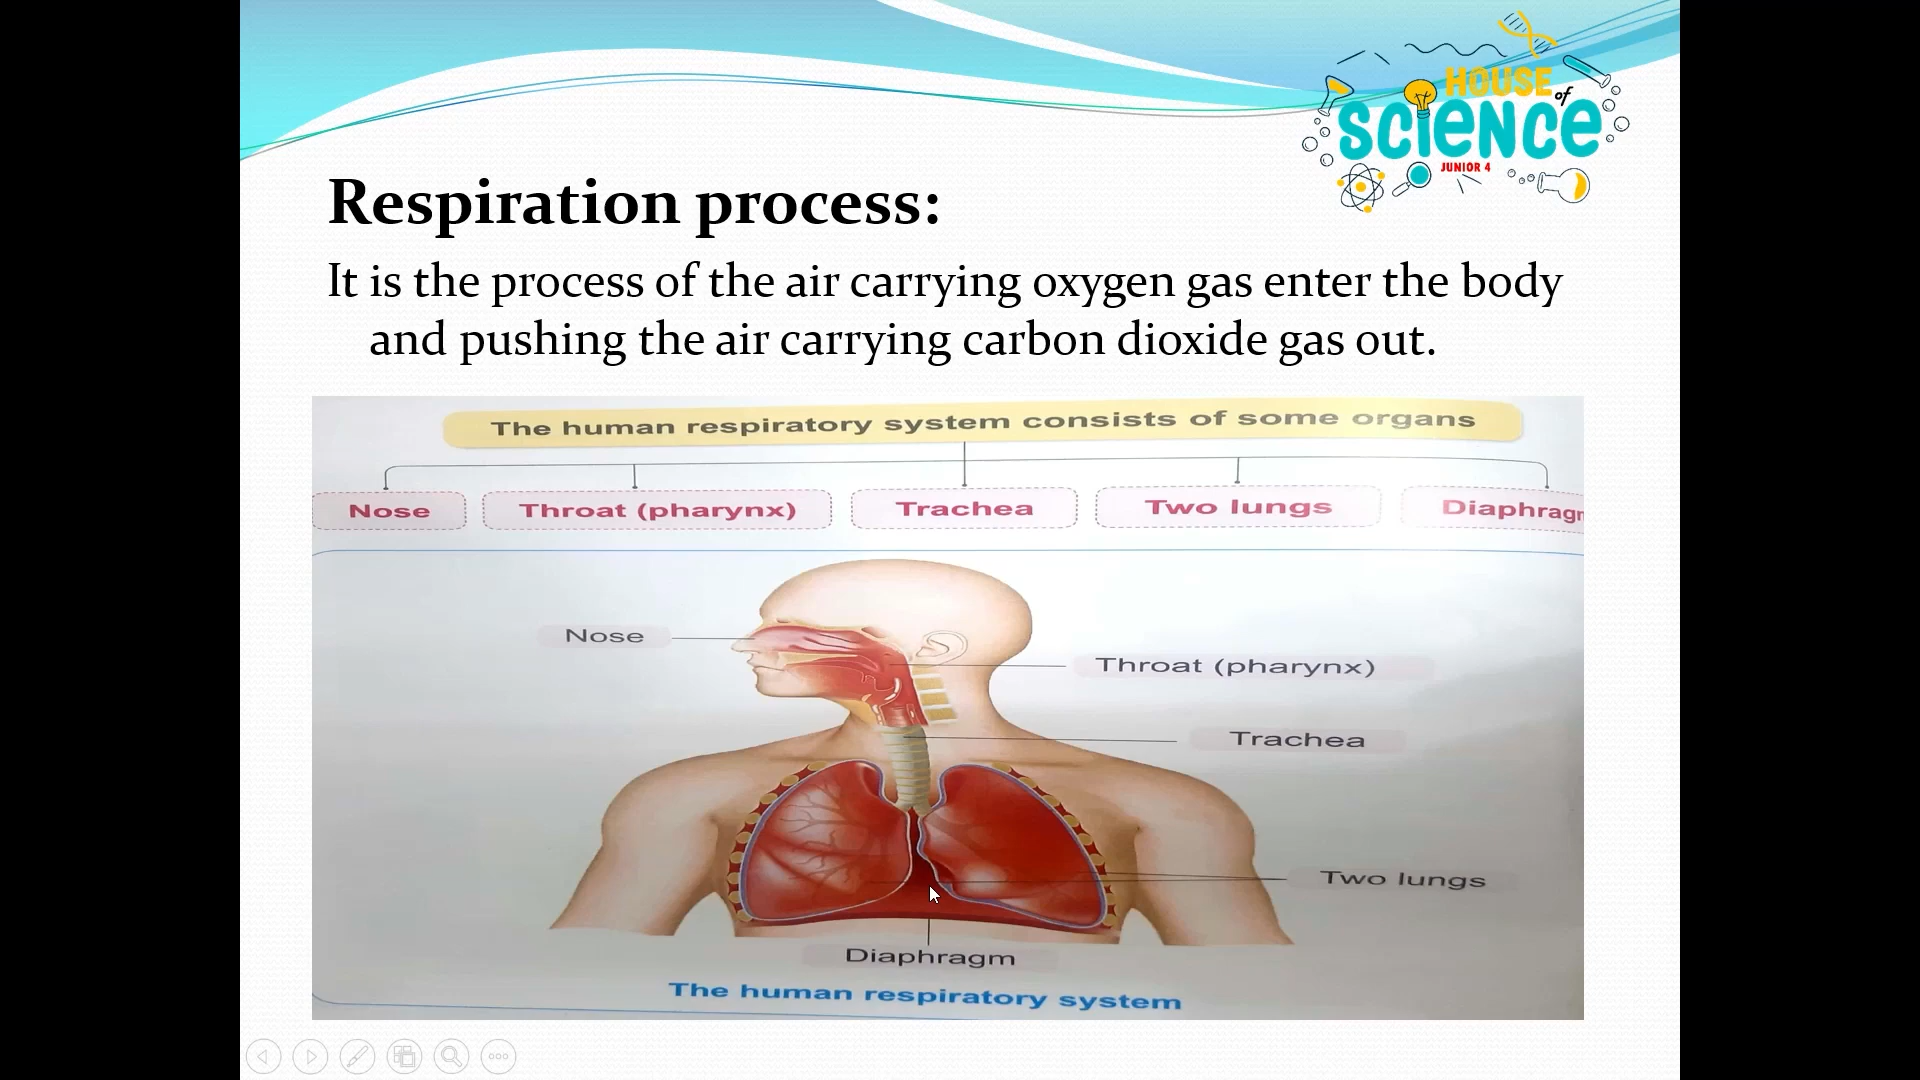 HOUSE of
SCIENCE
JUNIOR 4
Respiration process:
It is the process of the air carrying oxygen gas enter the body
and pushing the air carrying carbon dioxide gas out.
The human respiratory system consists of some organs
Nose Throat (pharynx) Trachea Two lungs Diaphragm
Nose
Throat (pharynx)
Trachea
Two lungs
Diaphragm
The human respiratory system